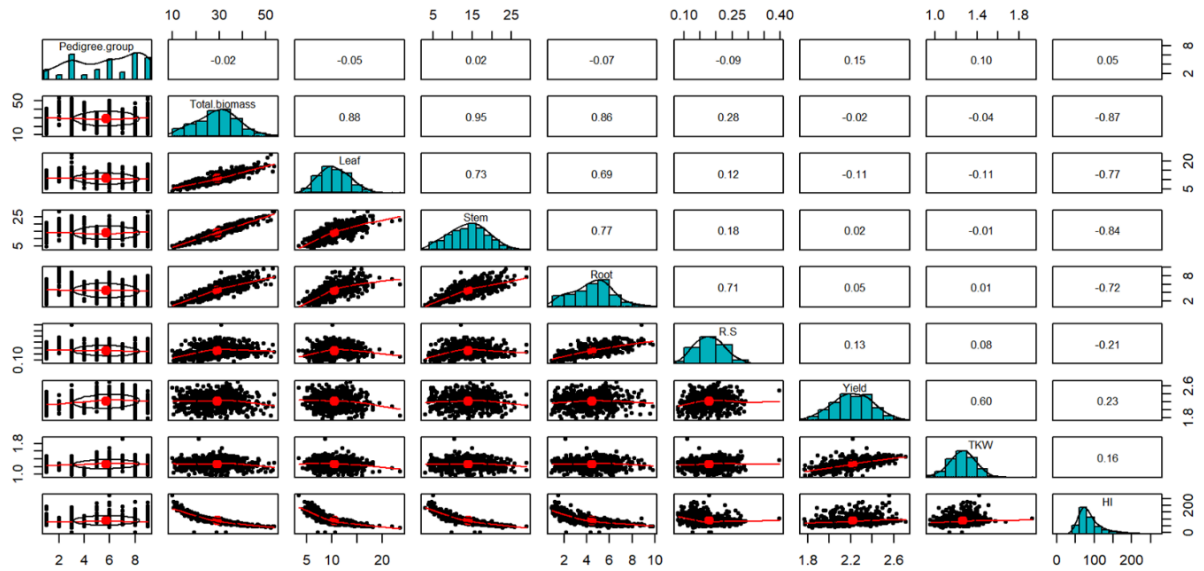 10 30 50
5 15 25
0.10 0.25 0.40
1.0 1.4 1.8
Pedigree.group
-0.02
-0.05
0.02
-0.07
-0.09
0.15
0.10
0.05
2 8
10 50
Total.biomass
0.88
0.95
0.86
0.28
-0.02
-0.04
-0.87
Leaf
0.73
0.69
0.12
-0.11
-0.11
-0.77
5 20
5 25
Stem
0.77
0.18
0.02
-0.01
-0.84
Root
0.71
0.05
0.01
-0.72
2 8
0.10
R.S
0.13
0.08
-0.21
Yield
0.60
0.23
1.8 2.6
1.0 1.8
TKW
0.16
HI
0 200
2 4 6 8
5 10 20
2 4 6 8 10
1.8 2.2 2.6
0 100 200